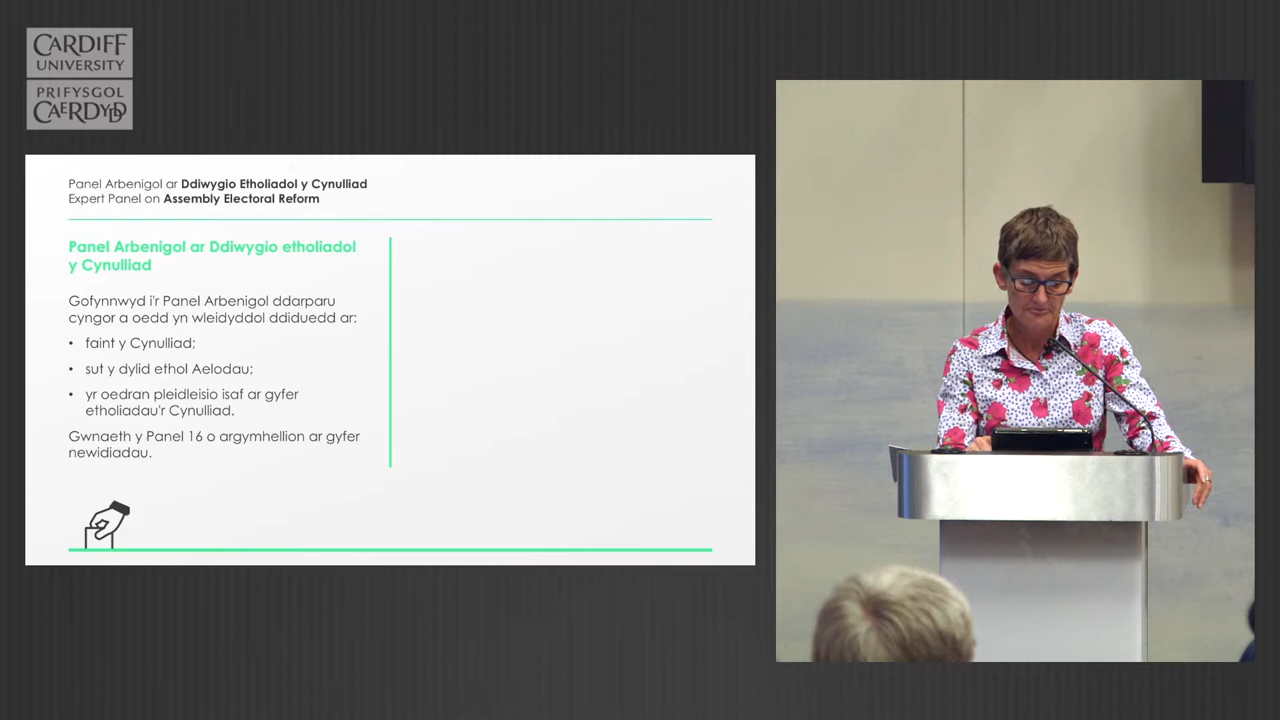 CARDIFF
UNIVERSITY
PRIFYSGOL
CAERDYDD
Panel Arbenigol ar Ddiwygio Etholiadol y Cynulliad
Expert Panel on Assembly Electoral Reform
Panel Arbenigol ar Ddiwygio etholiadol
y Cynulliad
Gofynnwyd i'r Panel Arbenigol ddarparu
cyngor a oedd yn wleidyddol ddiduedd ar:
• faint y Cynulliad;
• sut y dylid ethol Aelodau;
• yr oedran pleidleisio isaf ar gyfer
etholiadau'r Cynulliad.
Gwnaeth y Panel 16 o argymhellion ar gyfer
newidiadau.